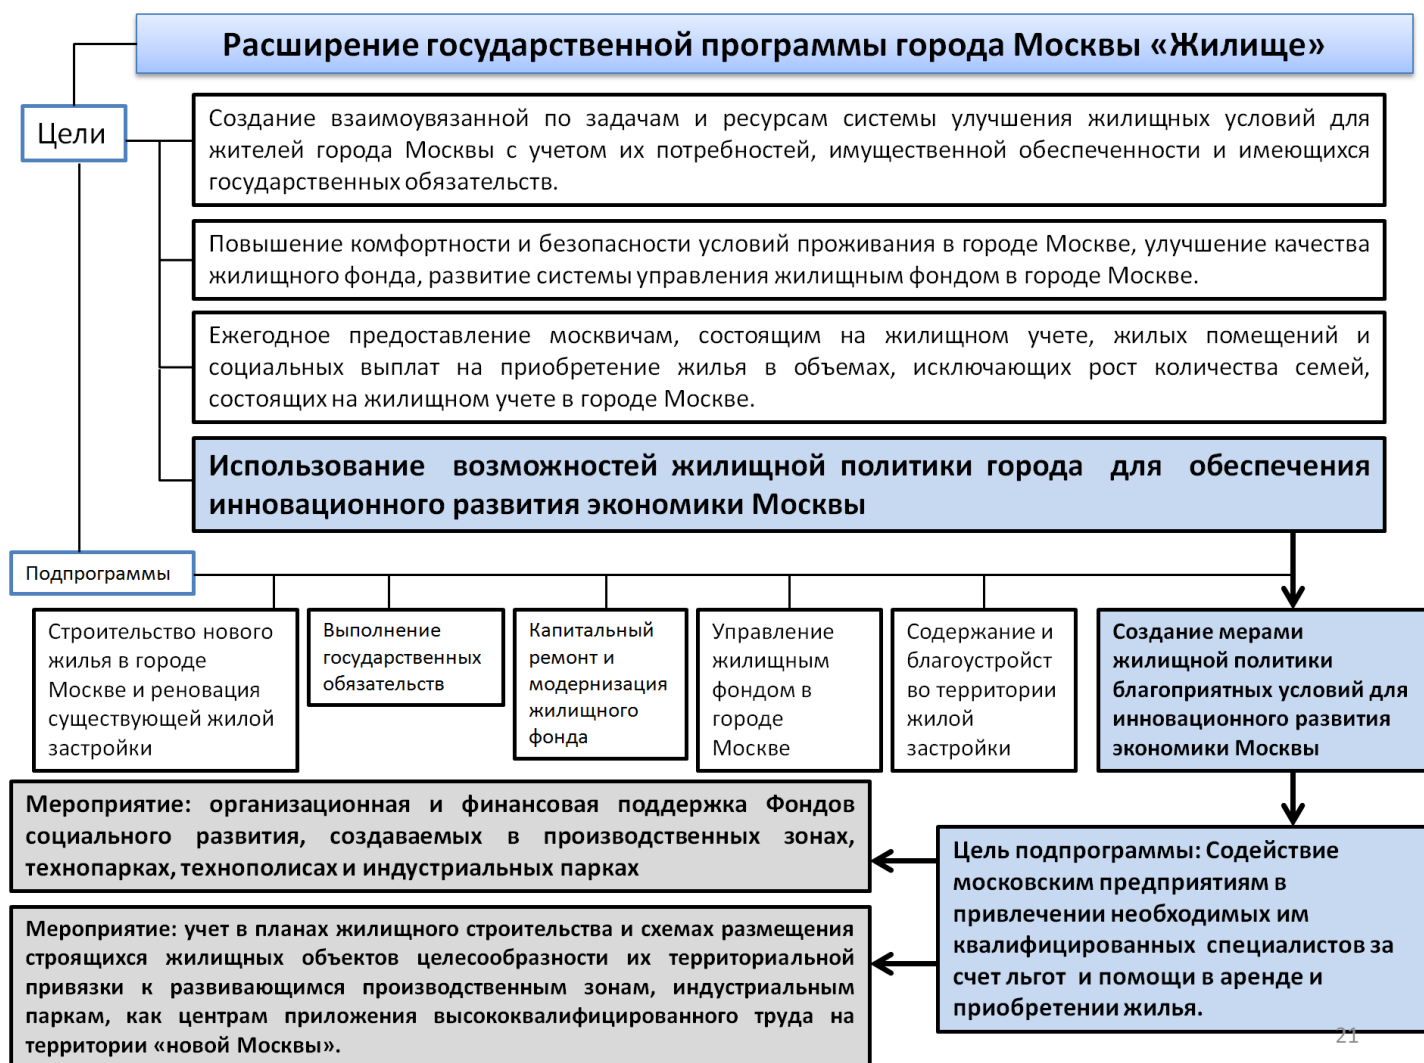 Расширение государственной программы города Москвы «Жилище»
Цели
Создание взаимоувязанной по задачам и ресурсам системы улучшения жилищных условий для
жителей города Москвы с учетом их потребностей, имущественной обеспеченности и имеющихся
государственных обязательств.
Повышение комфортности и безопасности условий проживания в городе Москве, улучшение качества
жилищного фонда, развитие системы управления жилищным фондом в городе Москве.
Ежегодное предоставление москвичам, состоящим на жилищном учете, жилых помещений и
социальных выплат на приобретение жилья в объемах, исключающих рост количества семей,
состоящих на жилищном учете в городе Москве.
Использование возможностей жилищной политики города для обеспечения
инновационного развития экономики Москвы
Подпрограммы
Строительство нового
жилья в городе
Москве и реновация
существующей жилой
застройки
Выполнение
государственных
обязательств
Капитальный
ремонт и
модернизация
жилищного
фонда
Управление
жилищным
фондом в
городе
Москве
Содержание и
благоустройст
во территории
жилой
застройки
Создание мерами
жилищной политики
благоприятных условий для
инновационного развития
экономики Москвы
Мероприятие: организационная и финансовая поддержка Фондов
социального развития, создаваемых в производственных зонах,
технопарках, технополисах и индустриальных парках
Мероприятие: учет в планах жилищного строительства и схемах размещения
строящихся жилищных объектов целесообразности их территориальной
привязки к развивающимся производственным зонам, индустриальным
паркам, как центрам приложения высококвалифицированного труда на
территории «новой Москвы».
Цель подпрограммы: Содействие
московским предприятиям в
привлечении необходимых им
квалифицированных специалистов за
счет льгот и помощи в аренде и
приобретении жилья.
21